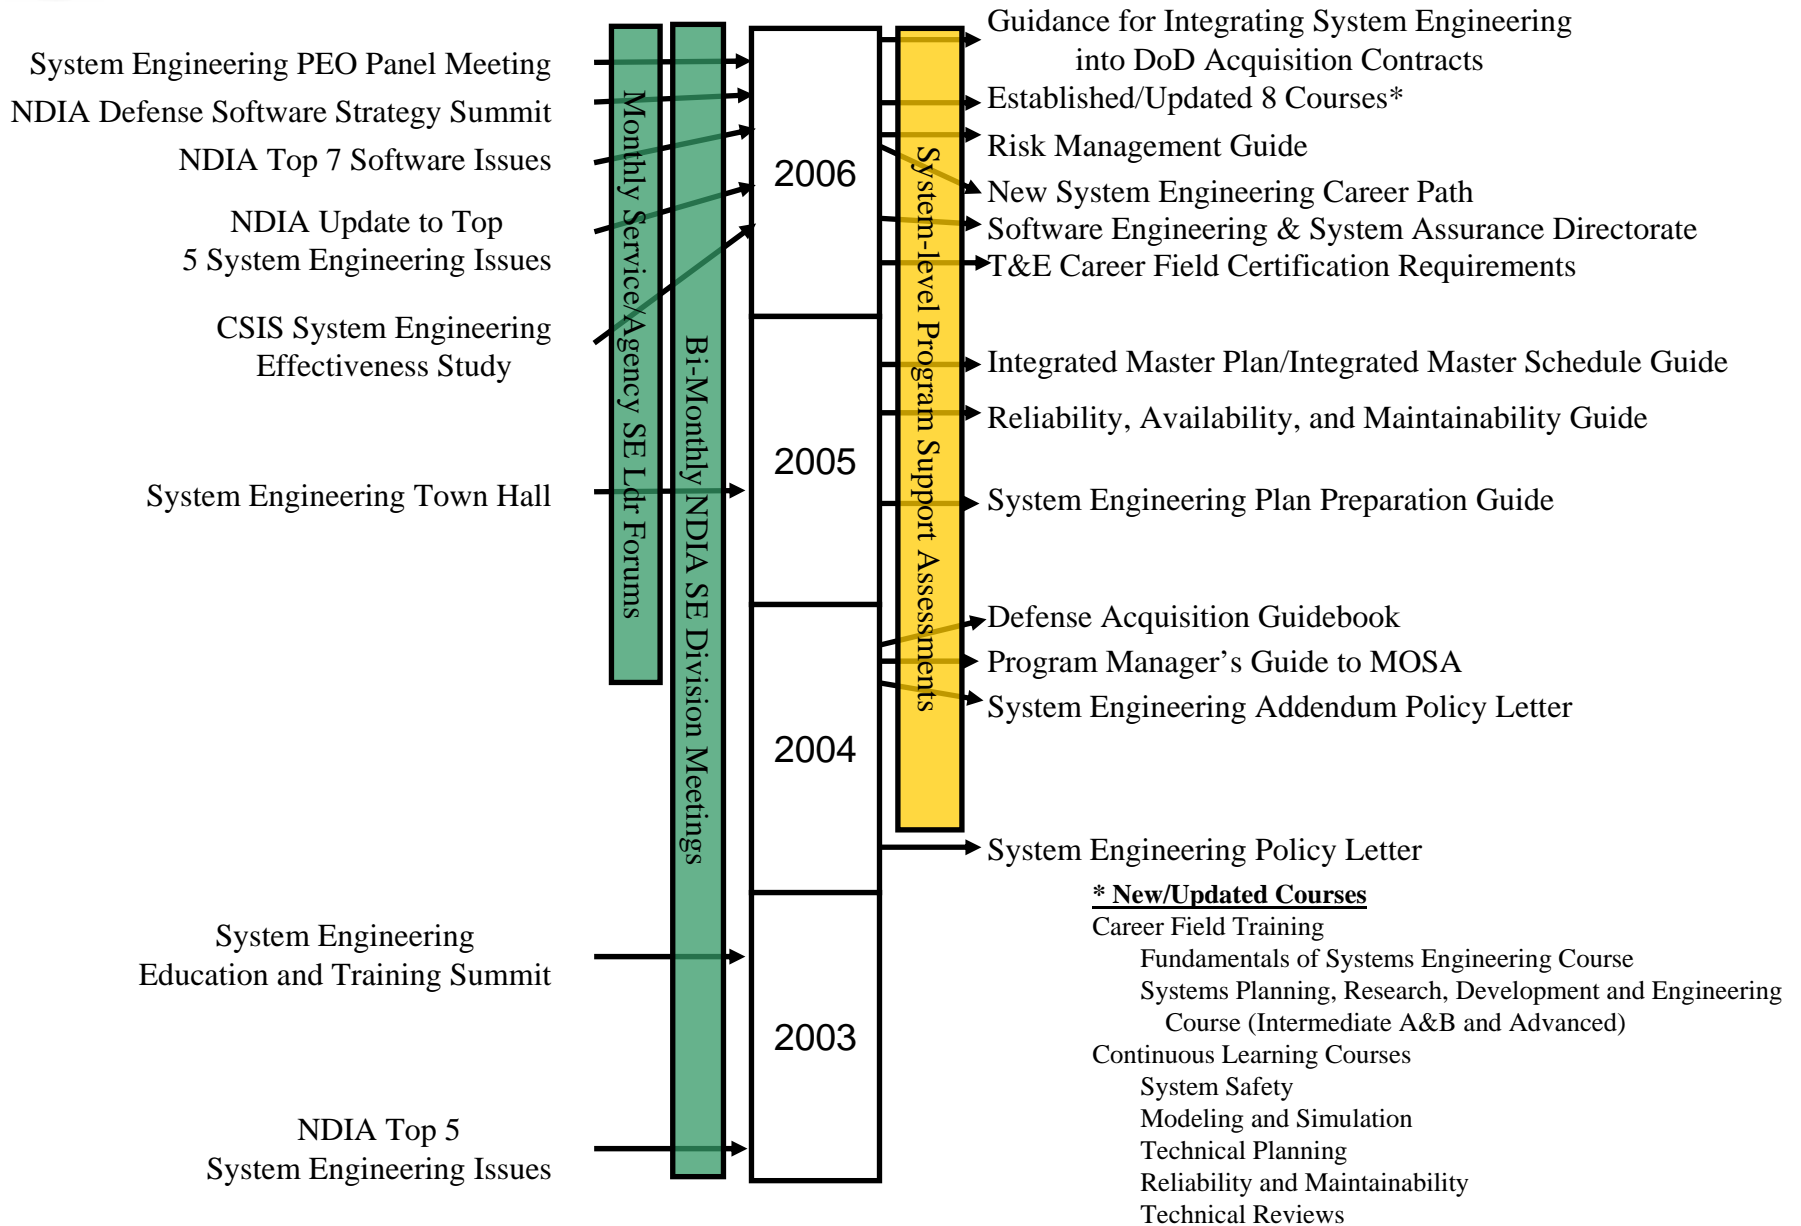 System Engineering PEO Panel Meeting
NDIA Defense Software Strategy Summit
NDIA Top 7 Software Issues
NDIA Update to Top
5 System Engineering Issues
CSIS System Engineering
Effectiveness Study
System Engineering Town Hall
System Engineering
Education and Training Summit
NDIA Top 5
System Engineering Issues
Monthly Service/Agency SE Ldr Forums
Bi-Monthly NDIA SE Division Meetings
2006
2005
2004
2003
System-level Program Support Assessments
Guidance for Integrating System Engineering
into DoD Acquisition Contracts
Established/Updated 8 Courses*
Risk Management Guide
New System Engineering Career Path
Software Engineering & System Assurance Directorate
T&E Career Field Certification Requirements
Integrated Master Plan/Integrated Master Schedule Guide
Reliability, Availability, and Maintainability Guide
System Engineering Plan Preparation Guide
Defense Acquisition Guidebook
Program Manager's Guide to MOSA
System Engineering Addendum Policy Letter
System Engineering Policy Letter
* New/Updated Courses
Career Field Training
Fundamentals of Systems Engineering Course
Systems Planning, Research, Development and Engineering
Course (Intermediate A&B and Advanced)
Continuous Learning Courses
System Safety
Modeling and Simulation
Technical Planning
Reliability and Maintainability
Technical Reviews